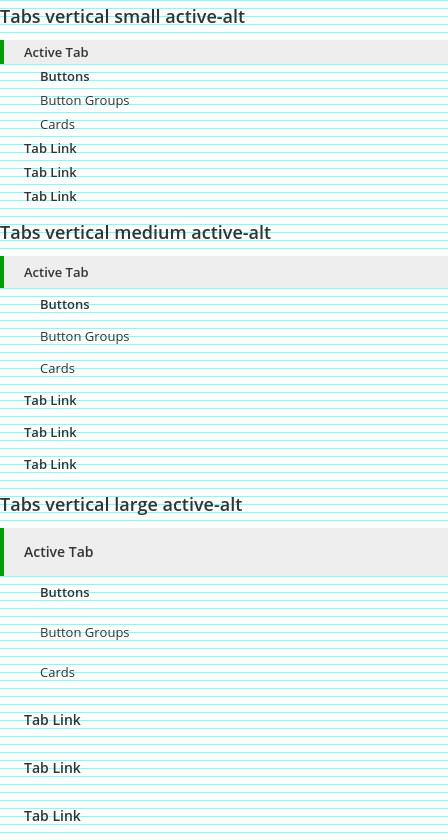 Tabs vertical small active-alt
Active Tab
Buttons
Button Groups
Cards
Tab Link
Tab Link
Tab Link
Tabs vertical medium active-alt
Active Tab
Buttons
Button Groups
Cards
Tab Link
Tab Link
Tab Link
Tabs vertical large active-alt
Active Tab
Buttons
Button Groups
Cards
Tab Link
Tab Link
Tab Link